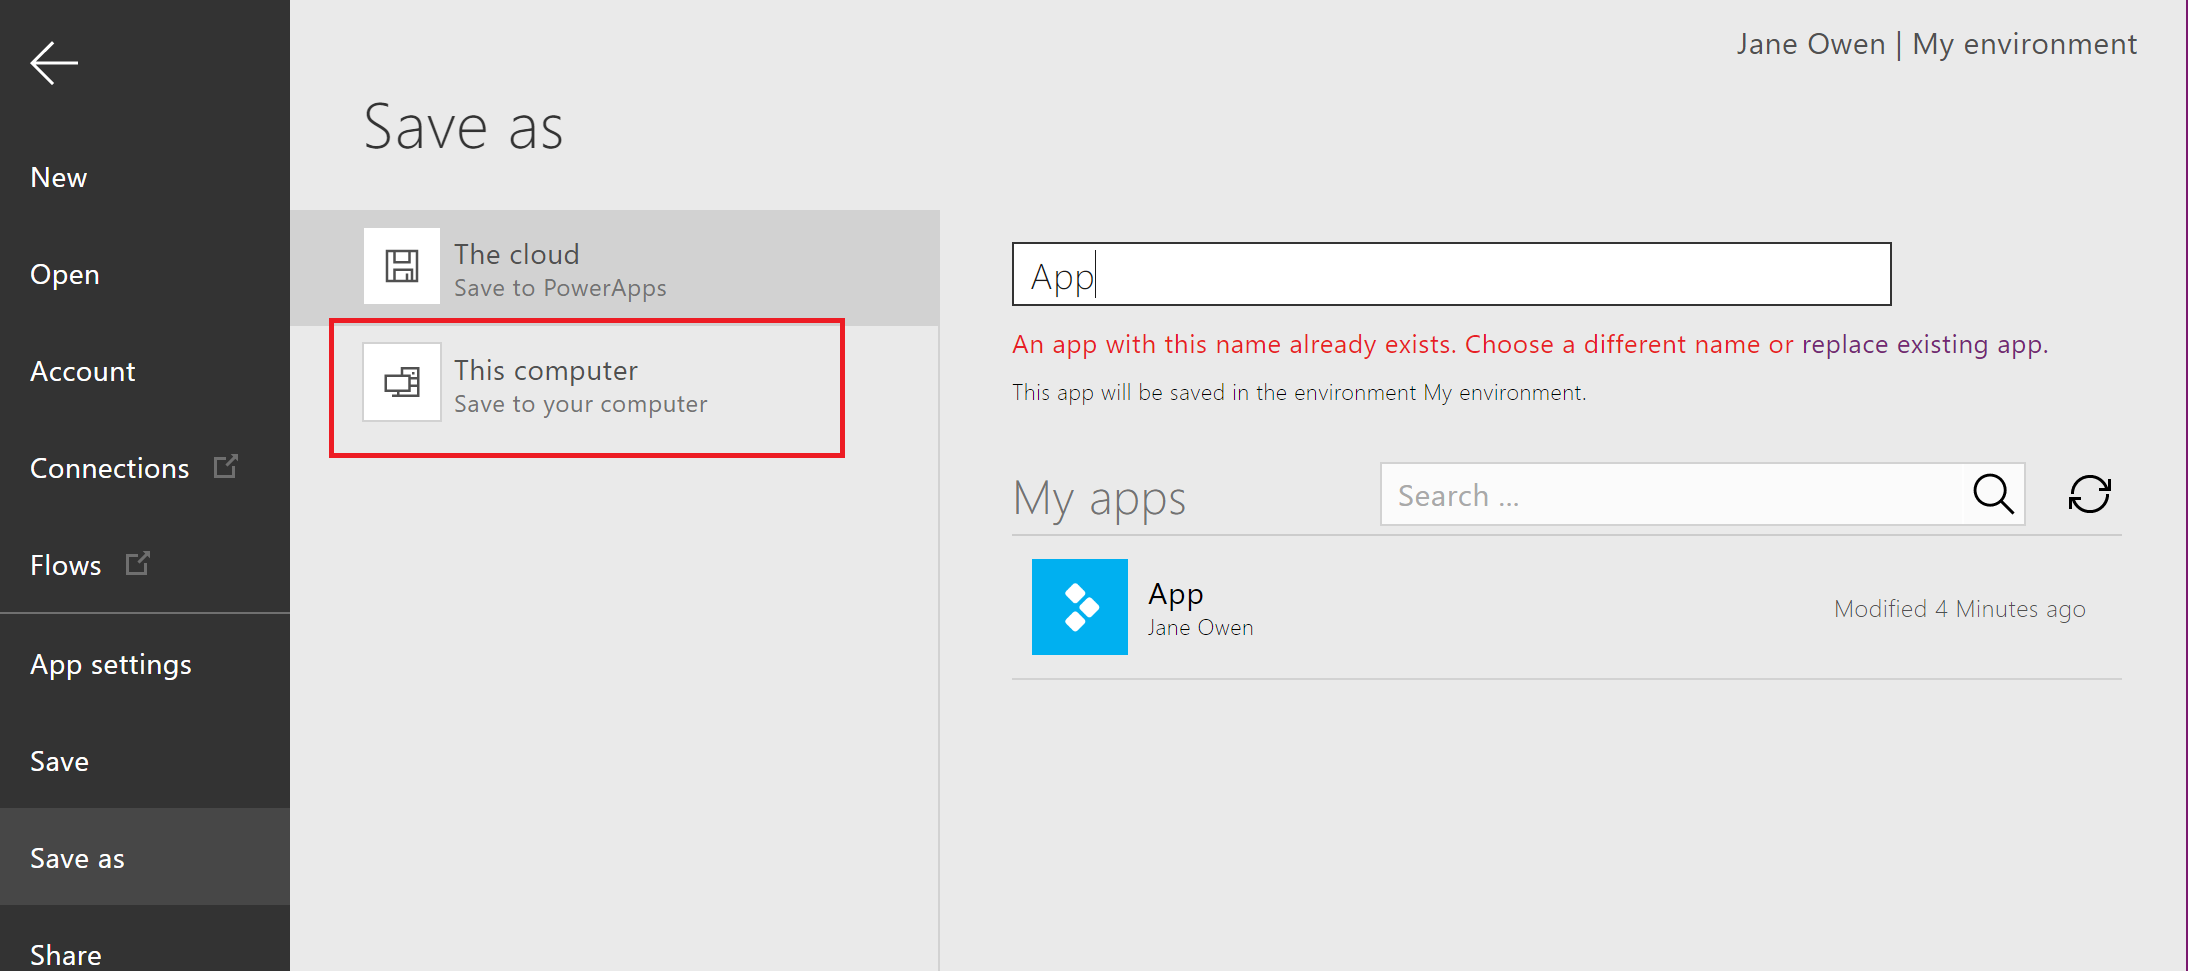 Jane Owen | My environment
Save as
New
Open
Account
Connections
Flows
App settings
Save
Save as
Share
The cloud
Save to PowerApps
This computer
Save to your computer
App
An app with this name already exists. Choose a different name or replace existing app.
This app will be saved in the environment My environment.
My apps
Search ...
App
Jane Owen
Modified 4 Minutes ago